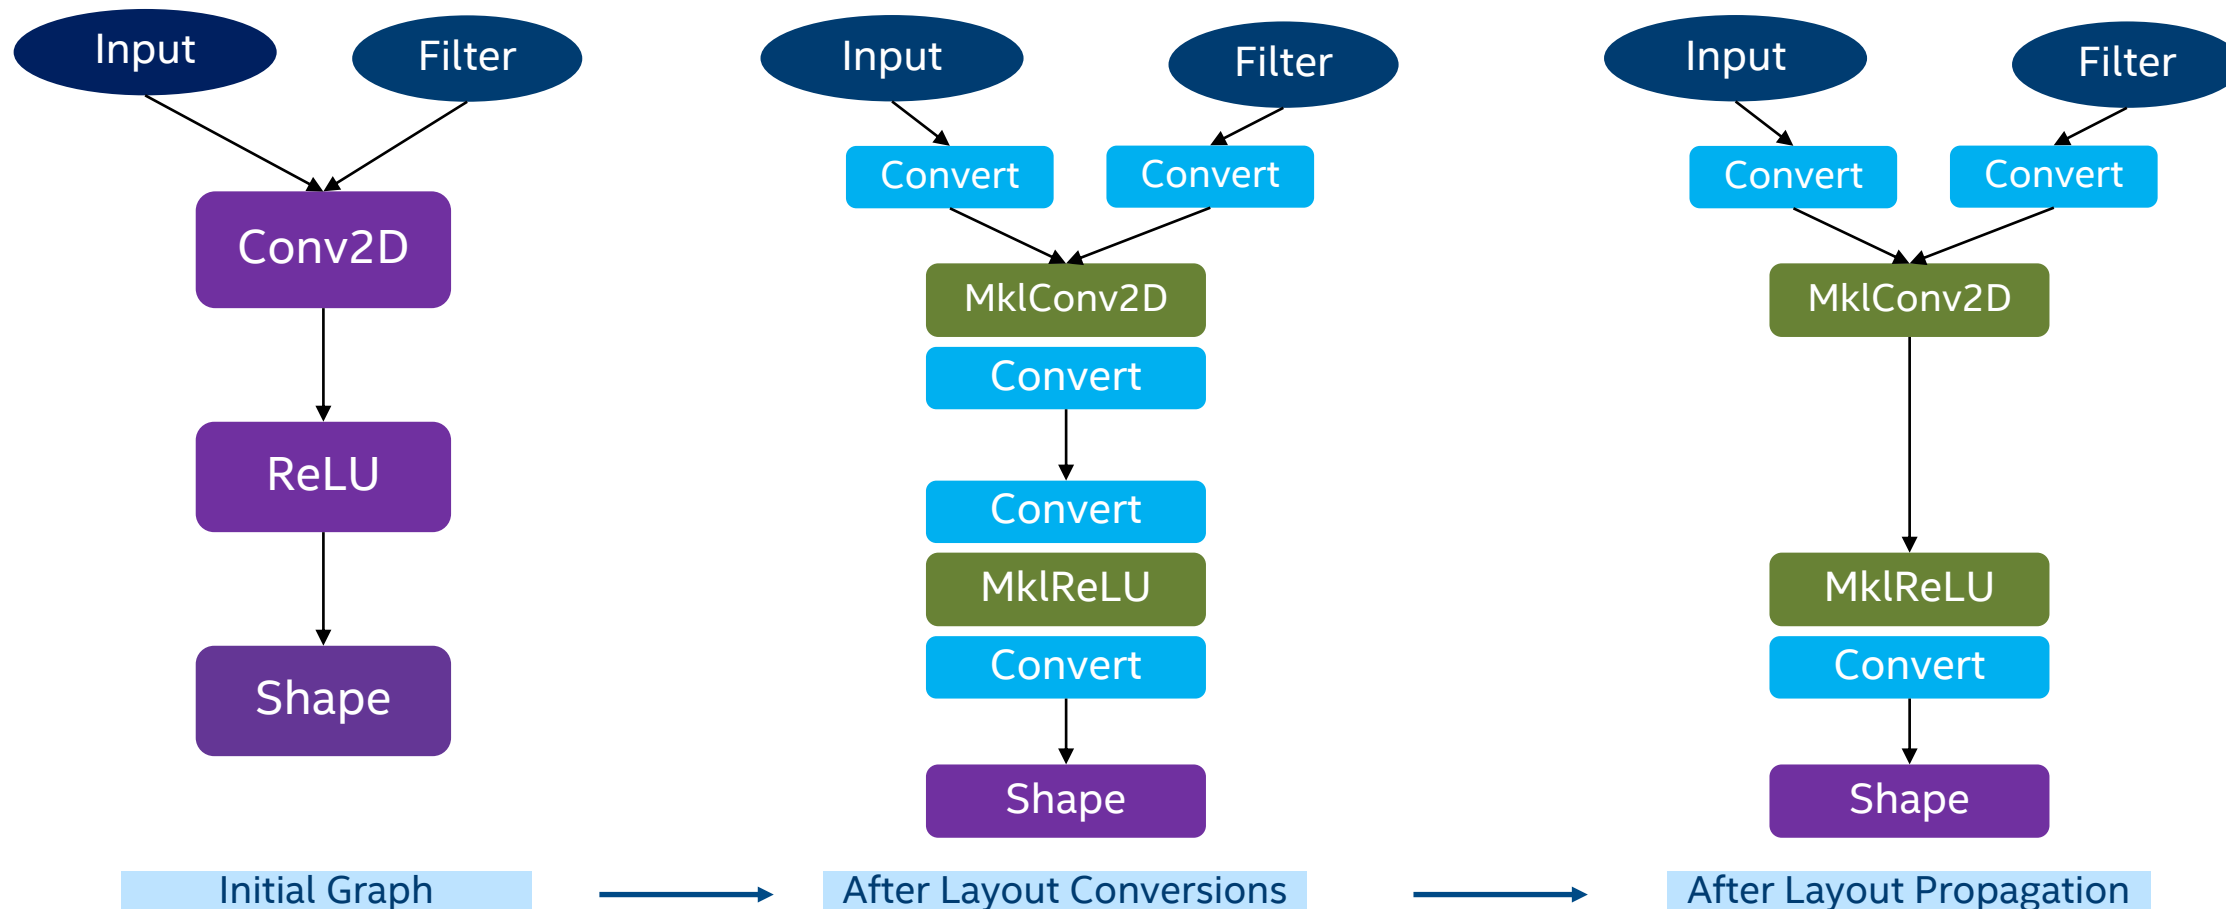 Input
Filter
Conv2D
ReLU
Shape
Initial Graph
Input
Filter
Convert
Convert
MklConv2D
Convert
Convert
MklReLU
Convert
Shape
After Layout Conversions
Input
Filter
Convert
Convert
MklConv2D
MklReLU
Convert
Shape
After Layout Propagation